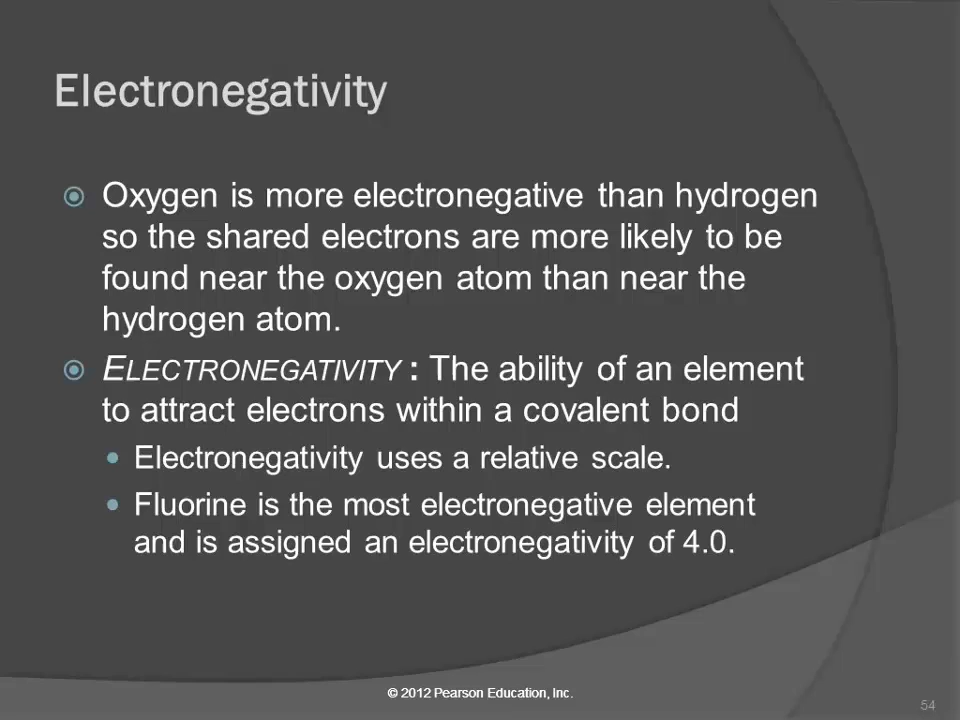 Electronegativity
Oxygen is more electronegative than hydrogen
so the shared electrons are more likely to be
found near the oxygen atom than near the
hydrogen atom.
ELECTRONEGATIVITY : The ability of an element
to attract electrons within a covalent bond
Electronegativity uses a relative scale.
Fluorine is the most electronegative element
and is assigned an electronegativity of 4.0.
© 2012 Pearson Education, Inc.
54